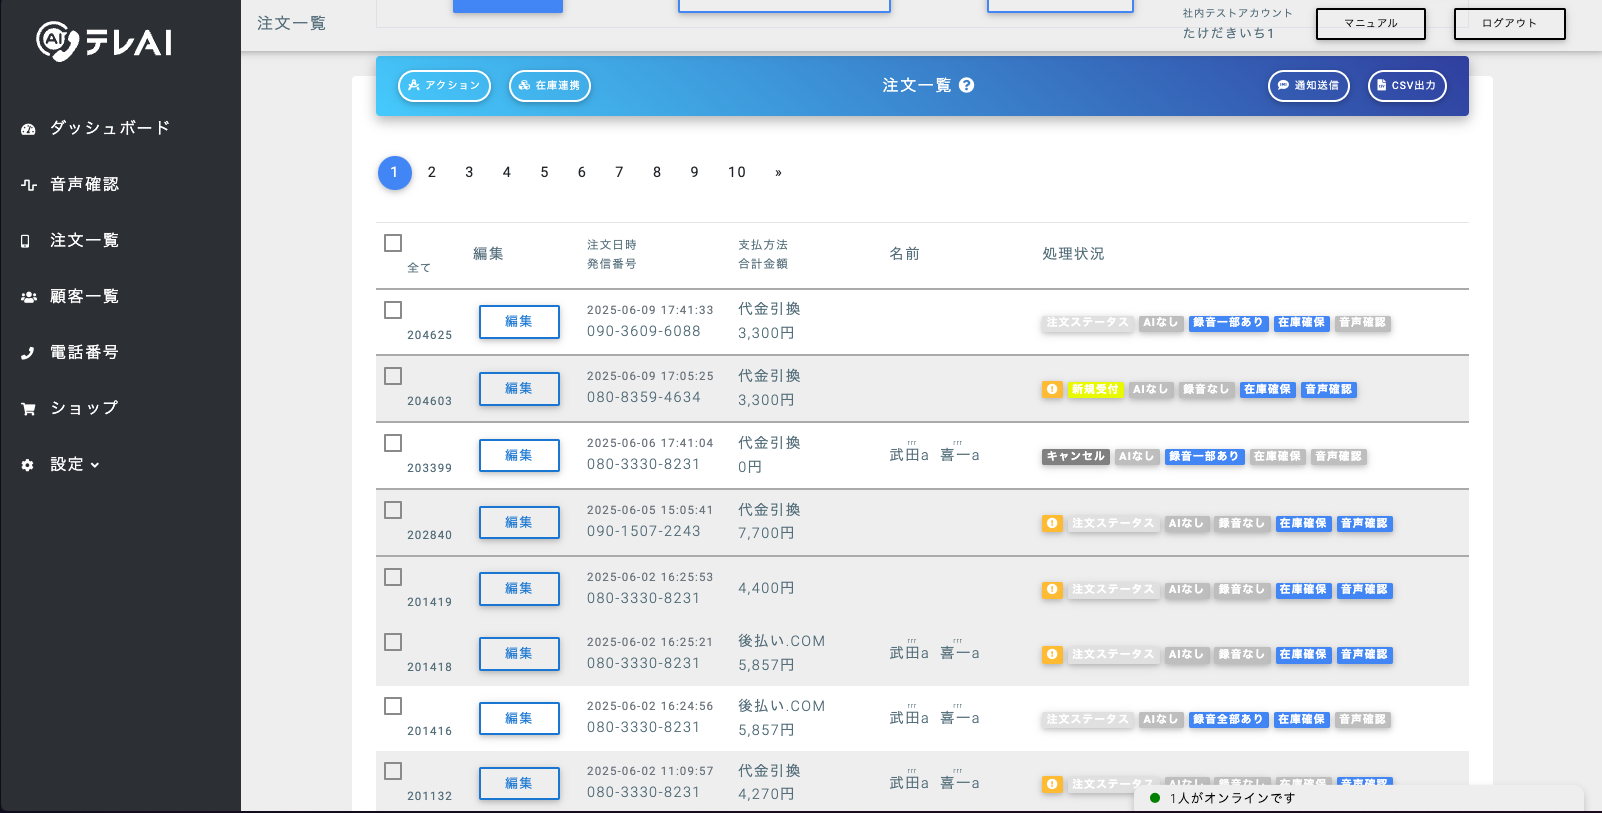 テレAI
ダッシュボード
音声確認
注文一覧
顧客一覧
電話番号
ショップ
設定
注文一覧
社内テストアカウント
たけだきいち1
マニュアル
ログアウト
アクション 在庫連携 注文一覧 ? 通知送信 CSV出力
1 2 3 4 5 6 7 8 9 10 »
全て 編集 注文日時 発信番号 支払方法 合計金額 名前 処理状況
204625 編集 2025-06-09 17:41:33 090-3609-6088 代金引換 3,300円 注文ステータス AIなし 録音一部あり 在庫確保 音声確認
204603 編集 2025-06-09 17:05:25 080-8359-4634 代金引換 3,300円 新規受付 AIなし 録音なし 在庫確保 音声確認
203399 編集 2025-06-06 17:41:04 080-3330-8231 代金引換 0円 武田a 喜一a キャンセル AIなし 録音一部あり 在庫確保 音声確認
202840 編集 2025-06-05 15:05:41 090-1507-2243 代金引換 7,700円 注文ステータス AIなし 録音なし 在庫確保 音声確認
201419 編集 2025-06-02 16:25:53 080-3330-8231 4,400円 注文ステータス AIなし 録音なし 在庫確保 音声確認
201418 編集 2025-06-02 16:25:21 080-3330-8231 後払い.COM 5,857円 武田a 喜一a 注文ステータス AIなし 録音なし 在庫確保 音声確認
201416 編集 2025-06-02 16:24:56 080-3330-8231 後払い.COM 5,857円 武田a 喜一a 注文ステータス AIなし 録音全部あり 在庫確保 音声確認
201132 編集 2025-06-02 11:09:57 080-3330-8231 代金引換 4,270円 武田a 喜一a 注文ステータス AIなし 録音なし 在庫確保 音声確認
1人がオンラインです